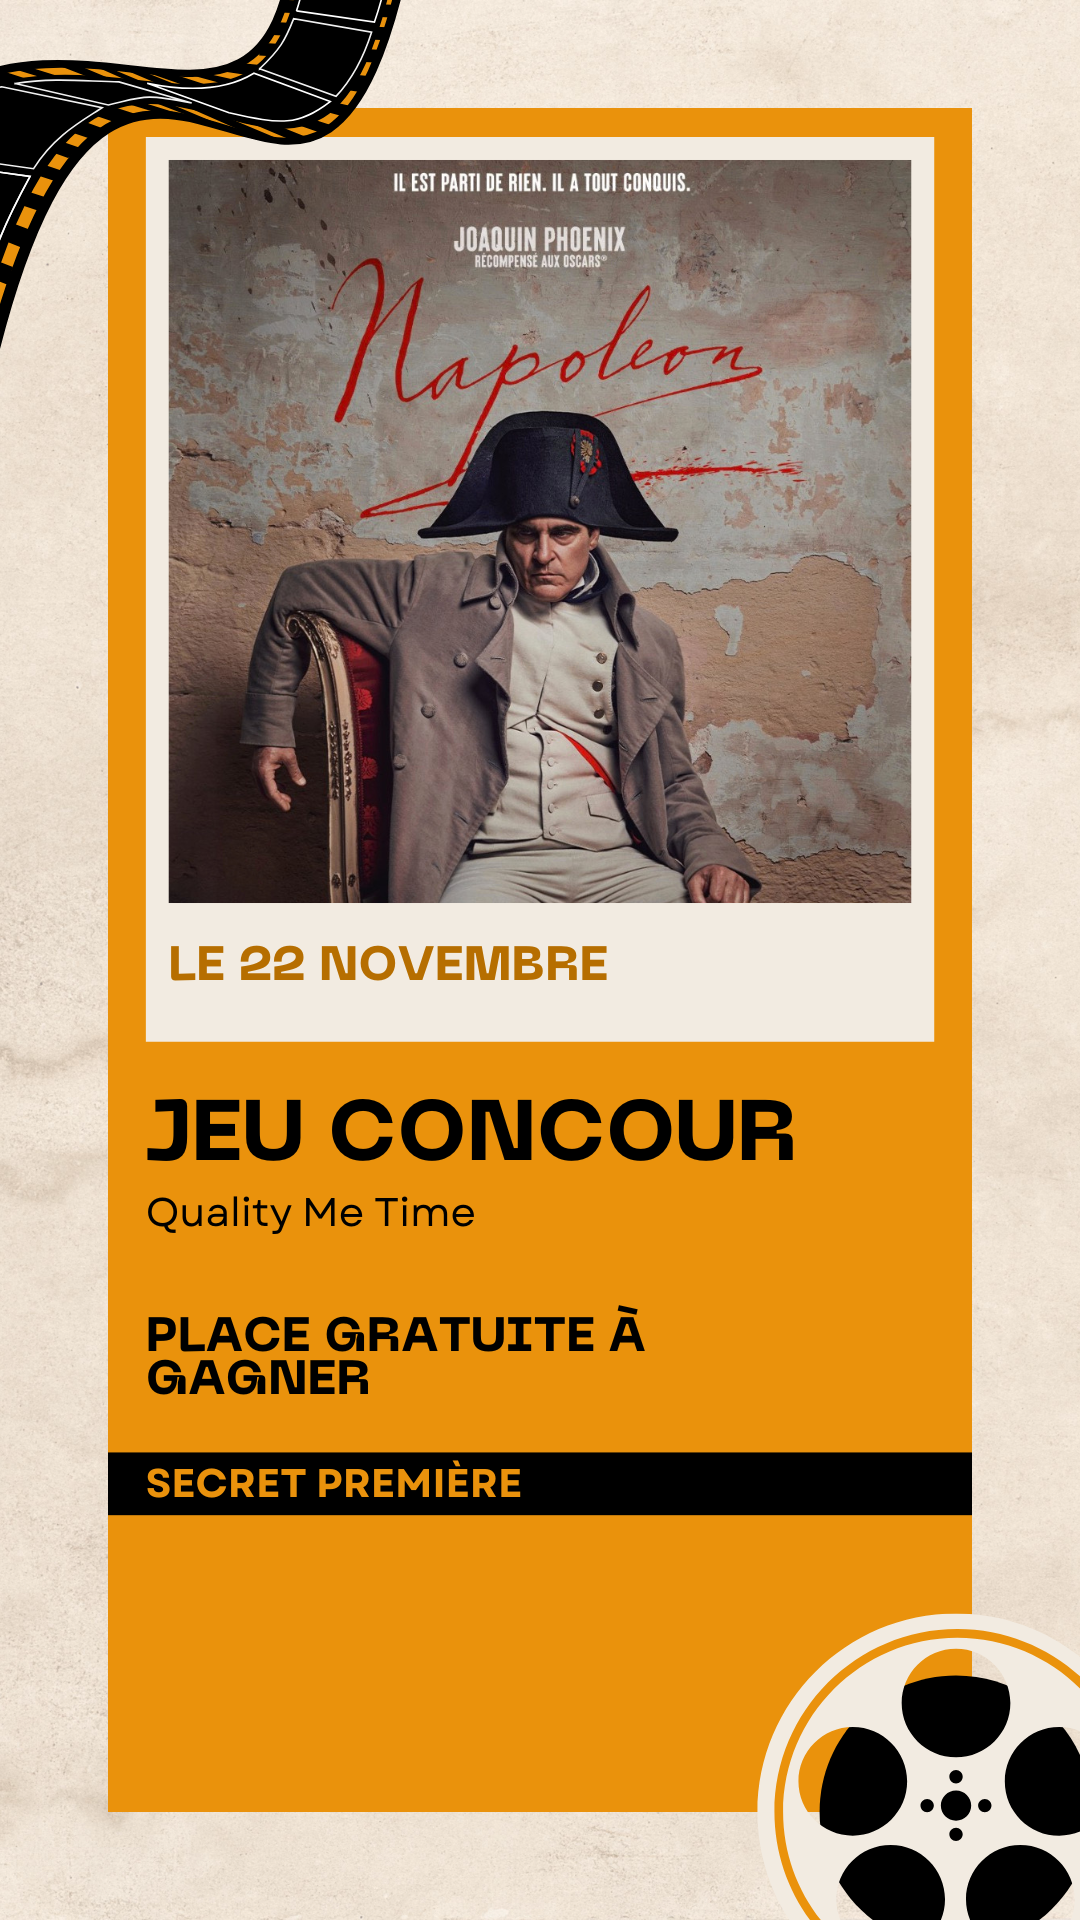 IL EST PARTI DE RIEN. IL A TOUT CONQUIS.
JOAQUIN PHOENIX
RÉCOMPENSÉ AUX OSCARS®
Napoleon
LE 22 NOVEMBRE
JEU CONCOUR
Quality Me Time
PLACE GRATUITE À
GAGNER
SECRET PREMIÈRE